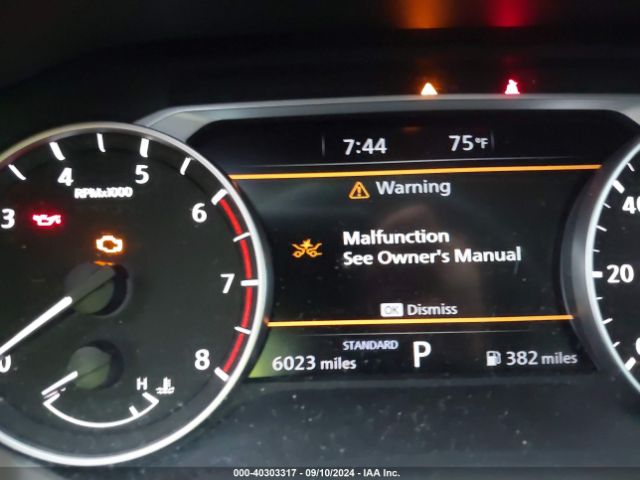 7:44 75°F
4 5
RPMx1000
3 6
Warning
40
Malfunction
See Owner's Manual
7 20
OK Dismiss
0 8
STANDARD
6023 miles P 382 miles
H
000-40303317 - 09/10/2024 - IAA Inc.